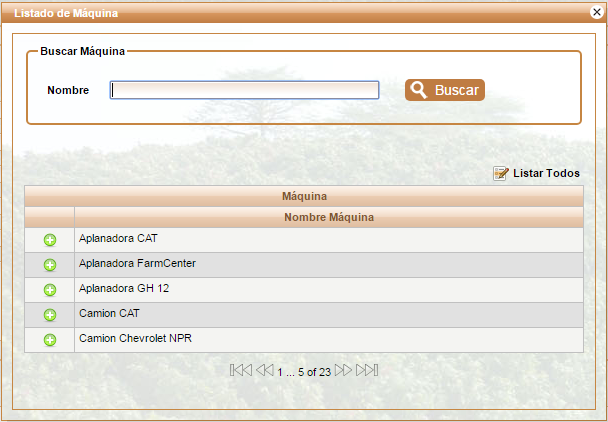 Listado de Máquina
Buscar Máquina
Nombre
Buscar
Listar Todos
Máquina
Nombre Máquina
Aplanadora CAT
Aplanadora FarmCenter
Aplanadora GH 12
Camion CAT
Camion Chevrolet NPR
1 ... 5 of 23